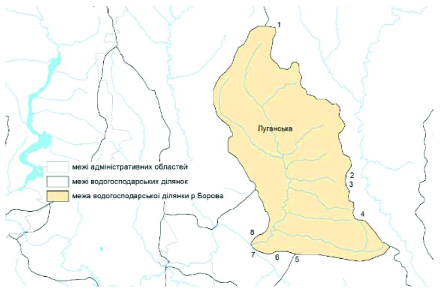 1
Луганська
2
3
4
8
7
6
5
межі адміністративних областей
межі водогосподарських ділянок
межа водогосподарської ділянки р Борова